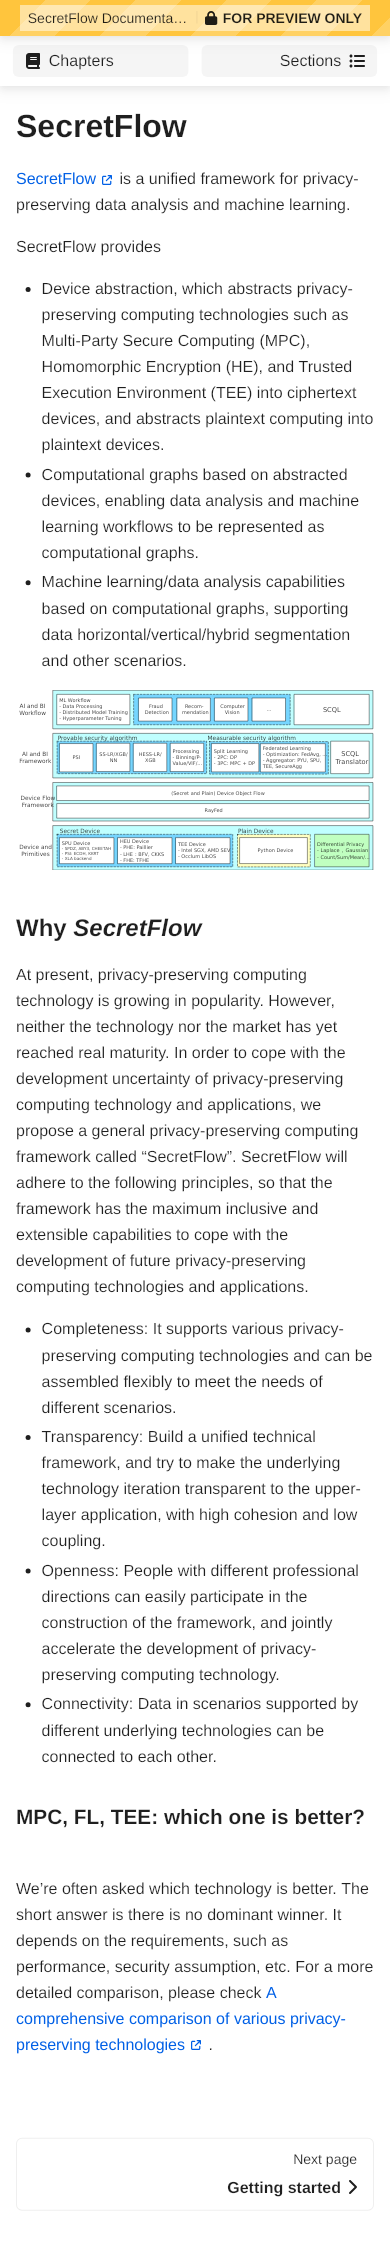 SecretFlow Documenta… FOR PREVIEW ONLY
Chapters
Sections
SecretFlow
SecretFlow is a unified framework for privacy-
preserving data analysis and machine learning.
SecretFlow provides
• Device abstraction, which abstracts privacy-
preserving computing technologies such as
Multi-Party Secure Computing (MPC),
Homomorphic Encryption (HE), and Trusted
Execution Environment (TEE) into ciphertext
devices, and abstracts plaintext computing into
plaintext devices.
• Computational graphs based on abstracted
devices, enabling data analysis and machine
learning workflows to be represented as
computational graphs.
• Machine learning/data analysis capabilities
based on computational graphs, supporting
data horizontal/vertical/hybrid segmentation
and other scenarios.
AI and BI
Workflow
ML Workflow
- Data Processing
- Distributed Model Training
- Hyperparameter Tuning
Fraud
Detection
Recom-
mendation
Computer
Vision
...
SCQL
AI and BI
Framework
Provable security algorithm
PSI
SS-LR/XGB/
NN
HESS-LR/
XGB
Processing
- Binning/P-
Value/VIF/...
Measurable security algorithm
Split Learning
- 2PC: DP
- 3PC: MPC + DP
Federated Learning
- Optimization: FedAvg, ...
- Aggregator: PYU, SPU,
TEE, SecureAgg
SCQL
Translator
Device Flow
Framework
(Secret and Plain) Device Object Flow
RayFed
Device and
Primitives
Secret Device
SPU Device
- PSI: ECDH, KKRT
- XLA backend
HEU Device
- PHE: Paillier
- LHE : BFV, CKKS
- FHE: TFHE
TEE Device
- Intel SGX, AMD SEV
- Occlum LibOS
Plain Device
Python Device
Differential Privacy
- Laplace , Gaussian
- Count/Sum/Mean/...
Why SecretFlow
At present, privacy-preserving computing
technology is growing in popularity. However,
neither the technology nor the market has yet
reached real maturity. In order to cope with the
development uncertainty of privacy-preserving
computing technology and applications, we
propose a general privacy-preserving computing
framework called “SecretFlow”. SecretFlow will
adhere to the following principles, so that the
framework has the maximum inclusive and
extensible capabilities to cope with the
development of future privacy-preserving
computing technologies and applications.
• Completeness: It supports various privacy-
preserving computing technologies and can be
assembled flexibly to meet the needs of
different scenarios.
• Transparency: Build a unified technical
framework, and try to make the underlying
technology iteration transparent to the upper-
layer application, with high cohesion and low
coupling.
• Openness: People with different professional
directions can easily participate in the
construction of the framework, and jointly
accelerate the development of privacy-
preserving computing technology.
• Connectivity: Data in scenarios supported by
different underlying technologies can be
connected to each other.
MPC, FL, TEE: which one is better?
We’re often asked which technology is better. The
short answer is there is no dominant winner. It
depends on the requirements, such as
performance, security assumption, etc. For a more
detailed comparison, please check A
comprehensive comparison of various privacy-
preserving technologies .
Next page
Getting started